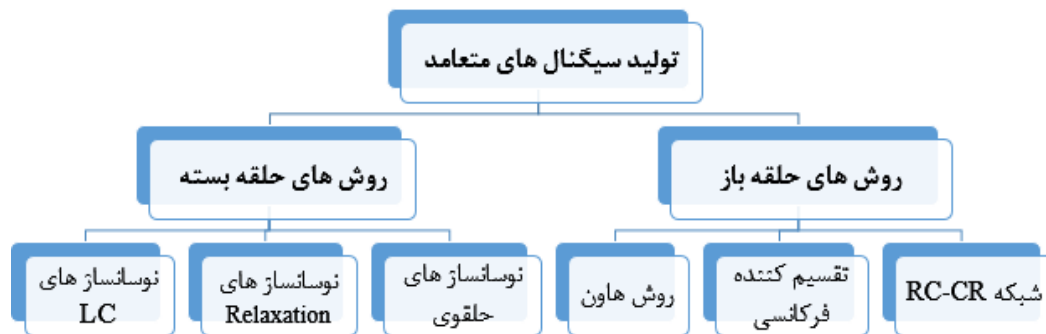 تولید سیگنال های متعامد
روش های حلقه باز
روش های حلقه بسته
شبکه RC-CR
تقسیم کننده
فرکانسی
روش هاون
نوسانساز های
حلقوی
نوسانساز های
Relaxation
نوسانساز های
LC